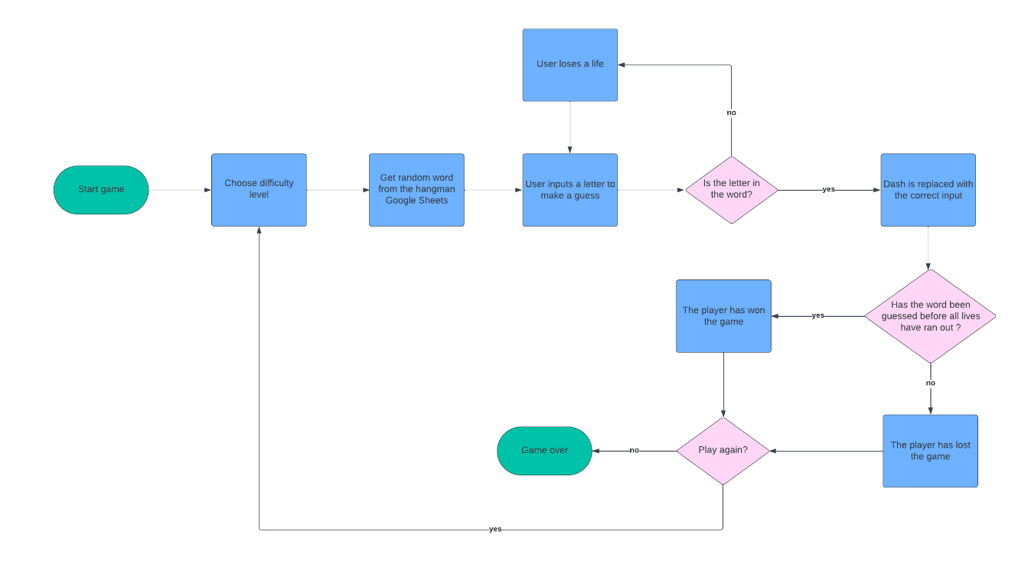 User loses a life
no
Start game
Choose difficulty
level
Get random word
from the hangman
Google Sheets
User inputs a letter to
make a guess
Is the letter in
the word?
yes
Dash is replaced with
the correct input
The player has won
the game
yes
Has the word been
guessed before all lives
have ran out ?
no
Game over
no
Play again?
The player has lost
the game
yes